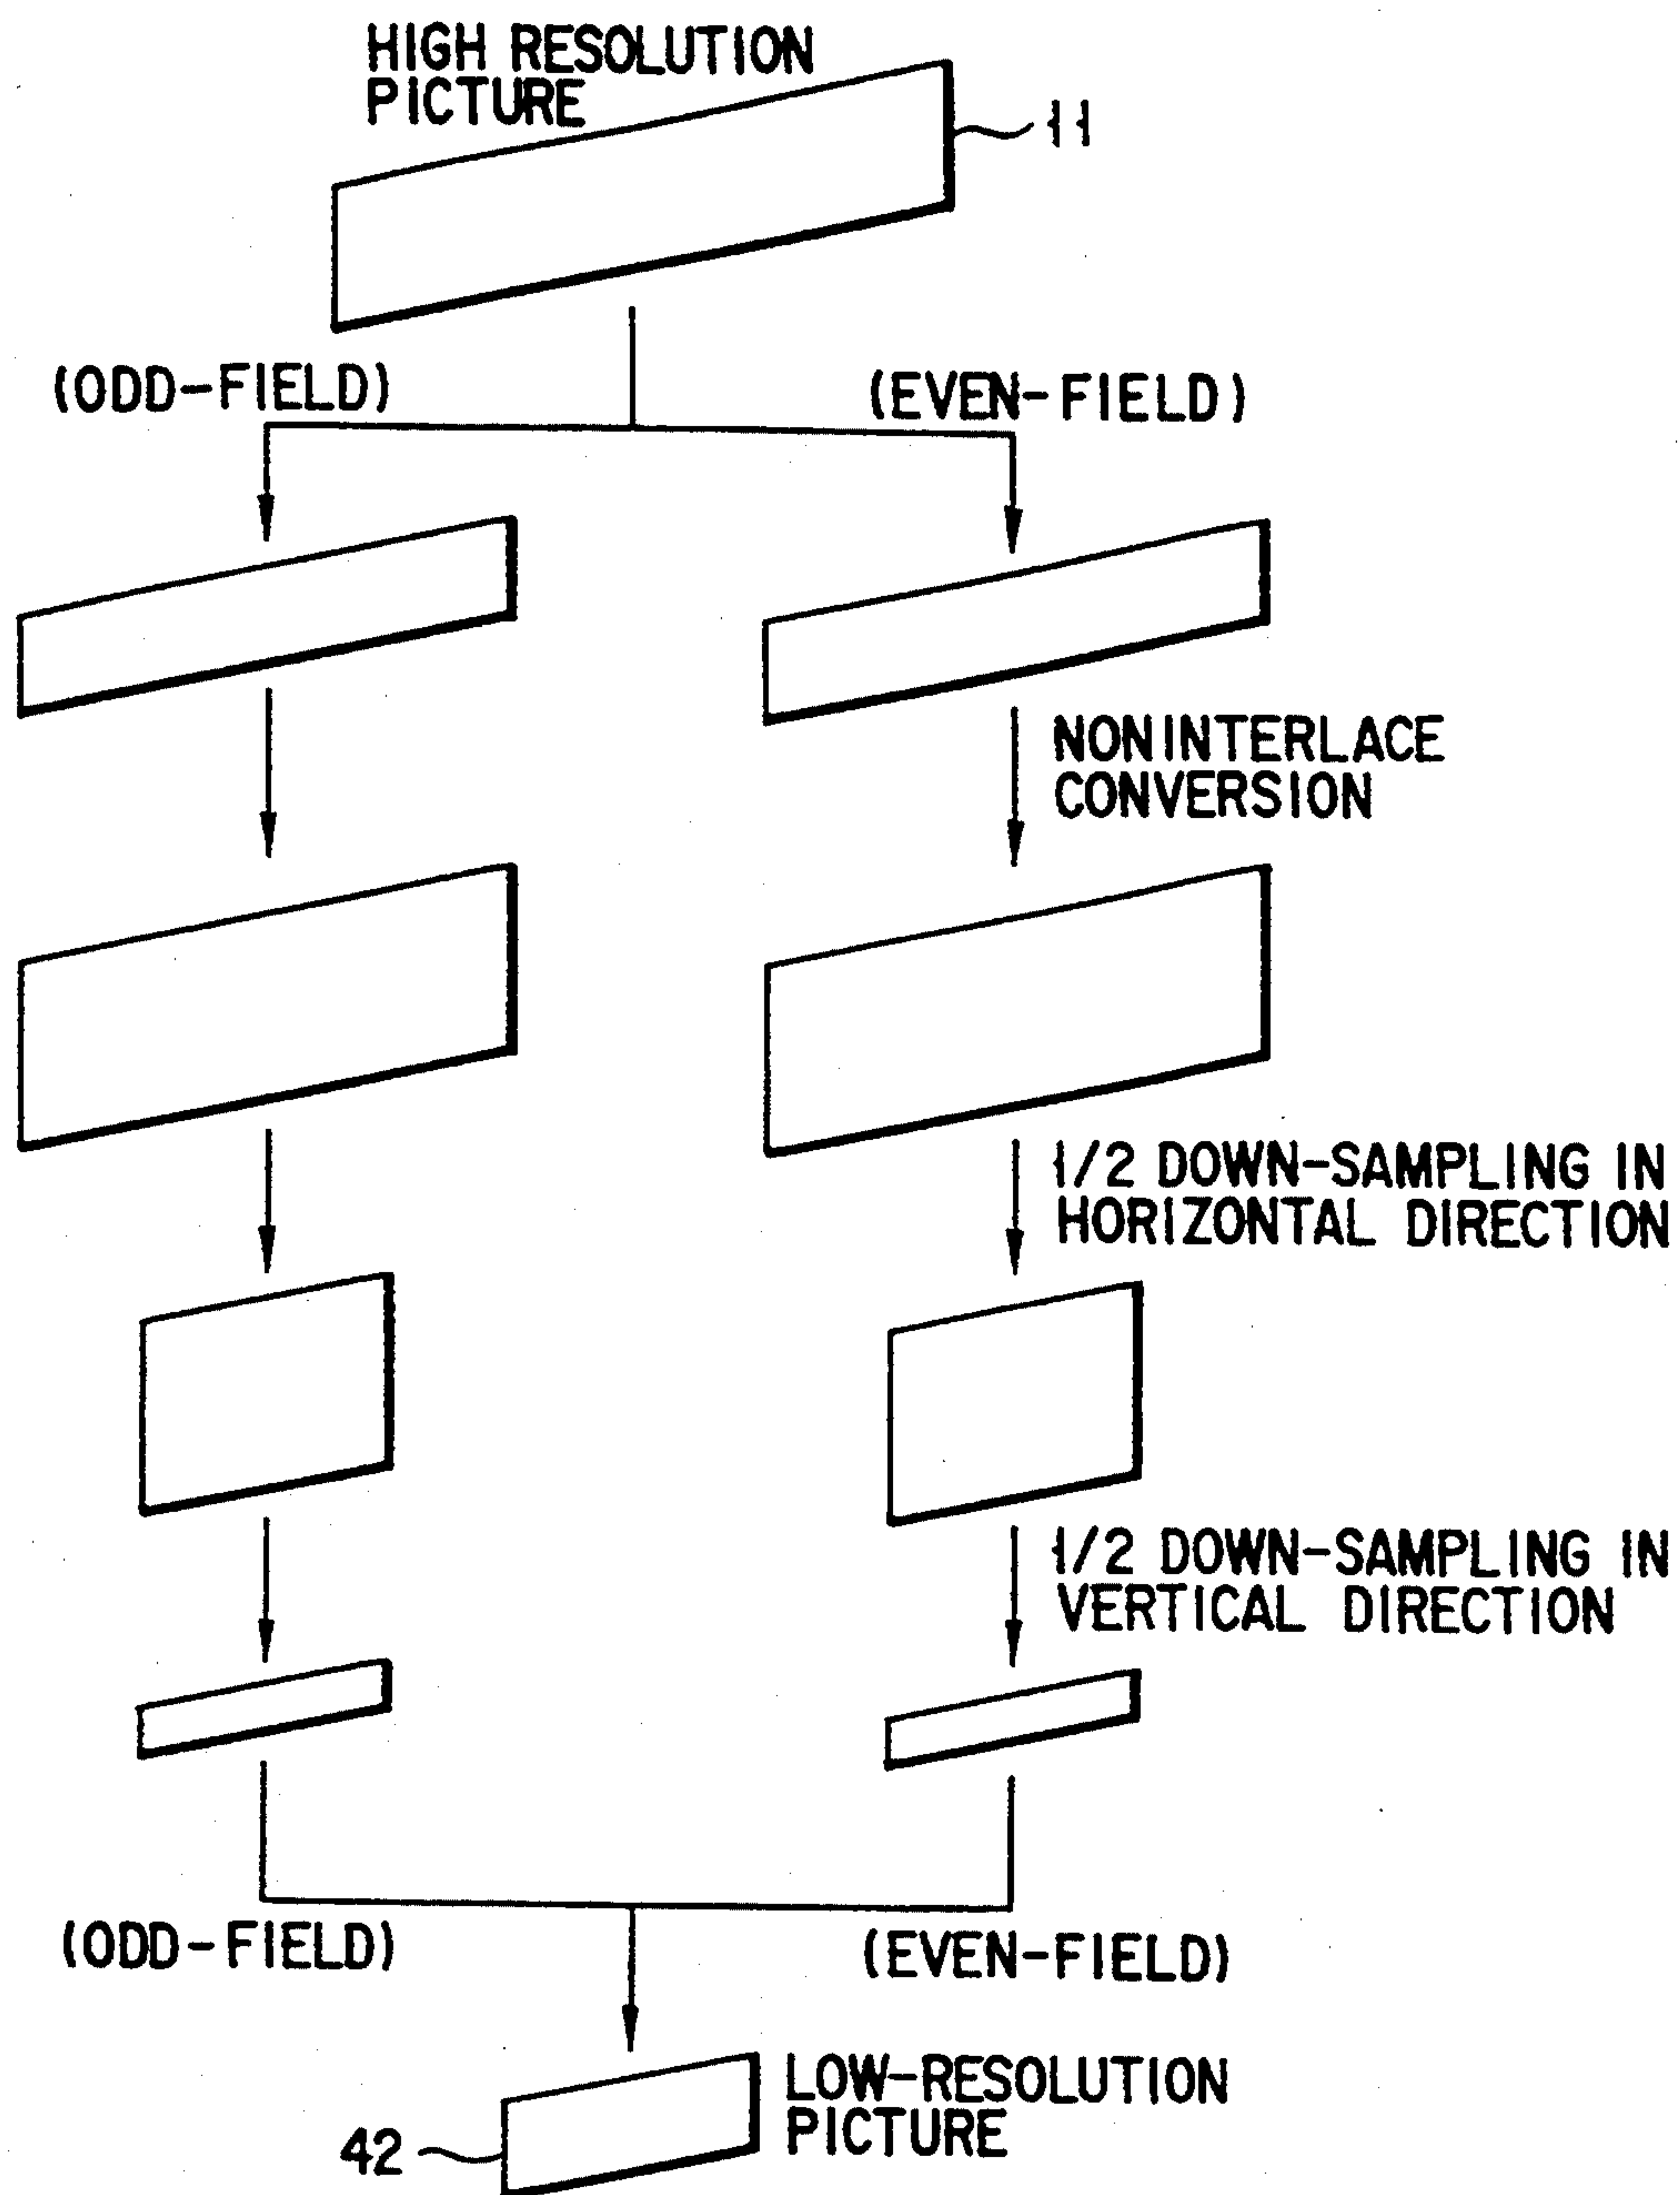 HIGH RESOLUTION
PICTURE
11
(ODD-FIELD)
(EVEN-FIELD)
NONINTERLACE
CONVERSION
1/2 DOWN-SAMPLING IN
HORIZONTAL DIRECTION
1/2 DOWN-SAMPLING IN
VERTICAL DIRECTION
(ODD-FIELD)
(EVEN-FIELD)
LOW-RESOLUTION
PICTURE
42